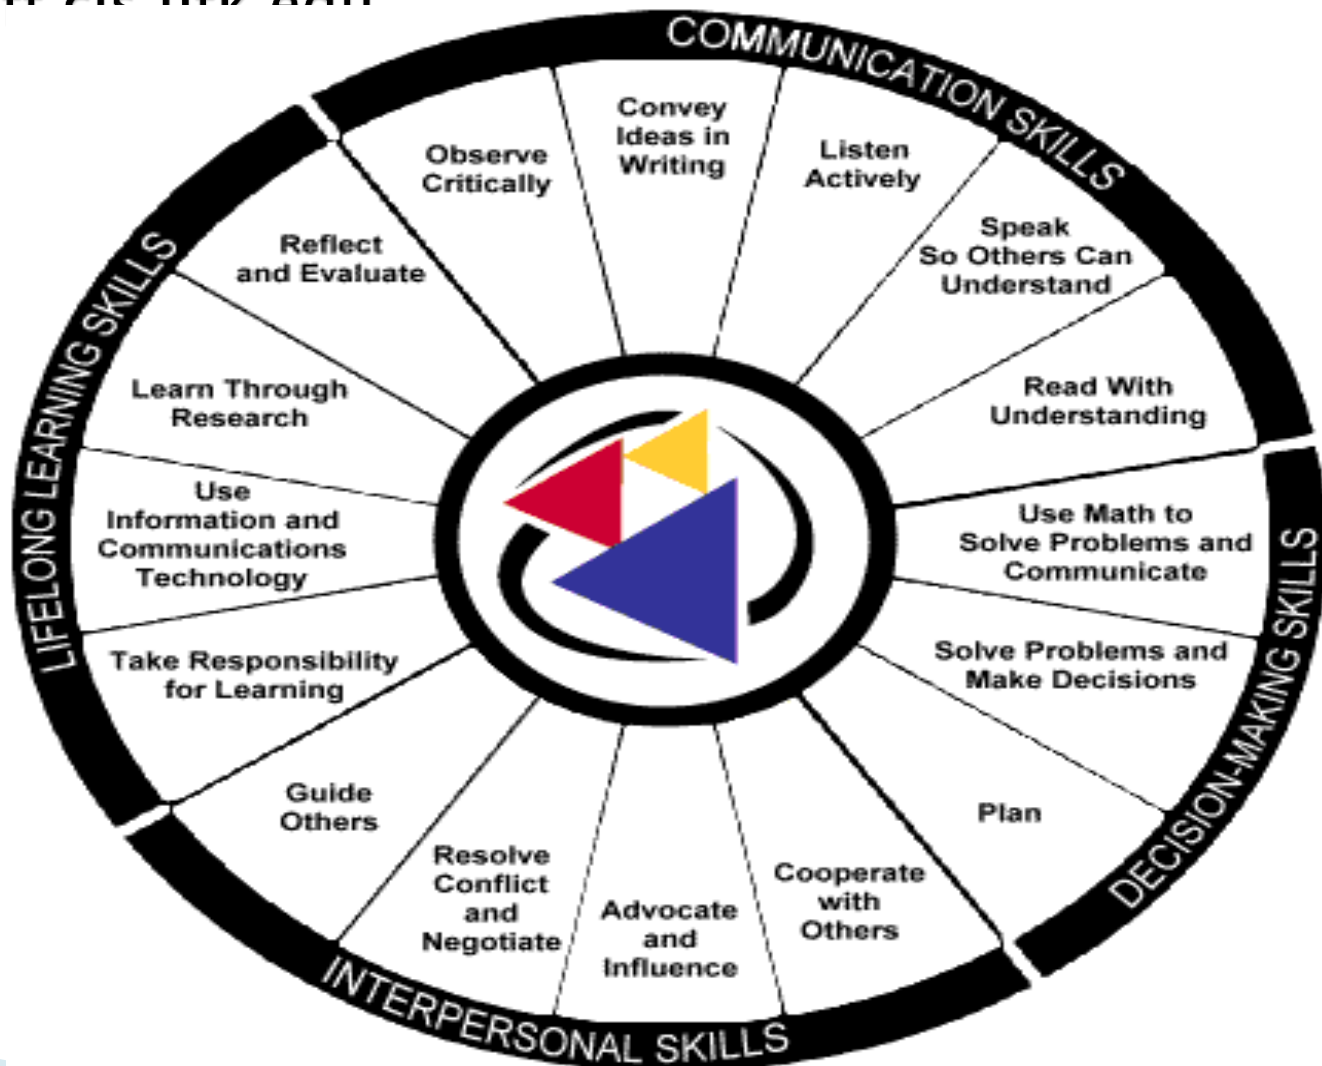 COMMUNICATION SKILLS
Observe
Critically
Convey
Ideas in
Writing
Listen
Actively
Speak
So Others Can
Understand
Read With
Understanding
DECISION-MAKING SKILLS
Use Math to
Solve Problems and
Communicate
Solve Problems and
Make Decisions
Plan
INTERPERSONAL SKILLS
Cooperate
with
Others
Advocate
and
Influence
Resolve
Conflict
and
Negotiate
Guide
Others
LIFELONG LEARNING SKILLS
Take Responsibility
for Learning
Use
Information and
Communications
Technology
Learn Through
Research
Reflect
and Evaluate